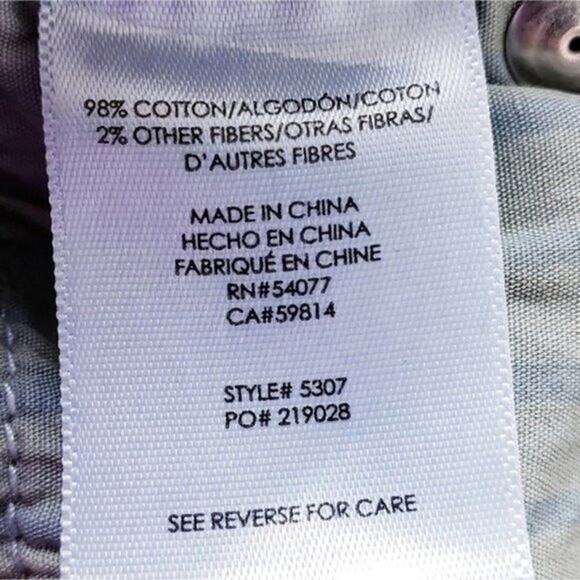 98% COTTON/ALGODÓN/COTON
2% OTHER FIBERS/OTRAS FIBRAS/
D'AUTRES FIBRES
MADE IN CHINA
HECHO EN CHINA
FABRIQUÉ EN CHINE
RN#54077
CA#59814
STYLE# 5307
PO# 219028
SEE REVERSE FOR CARE